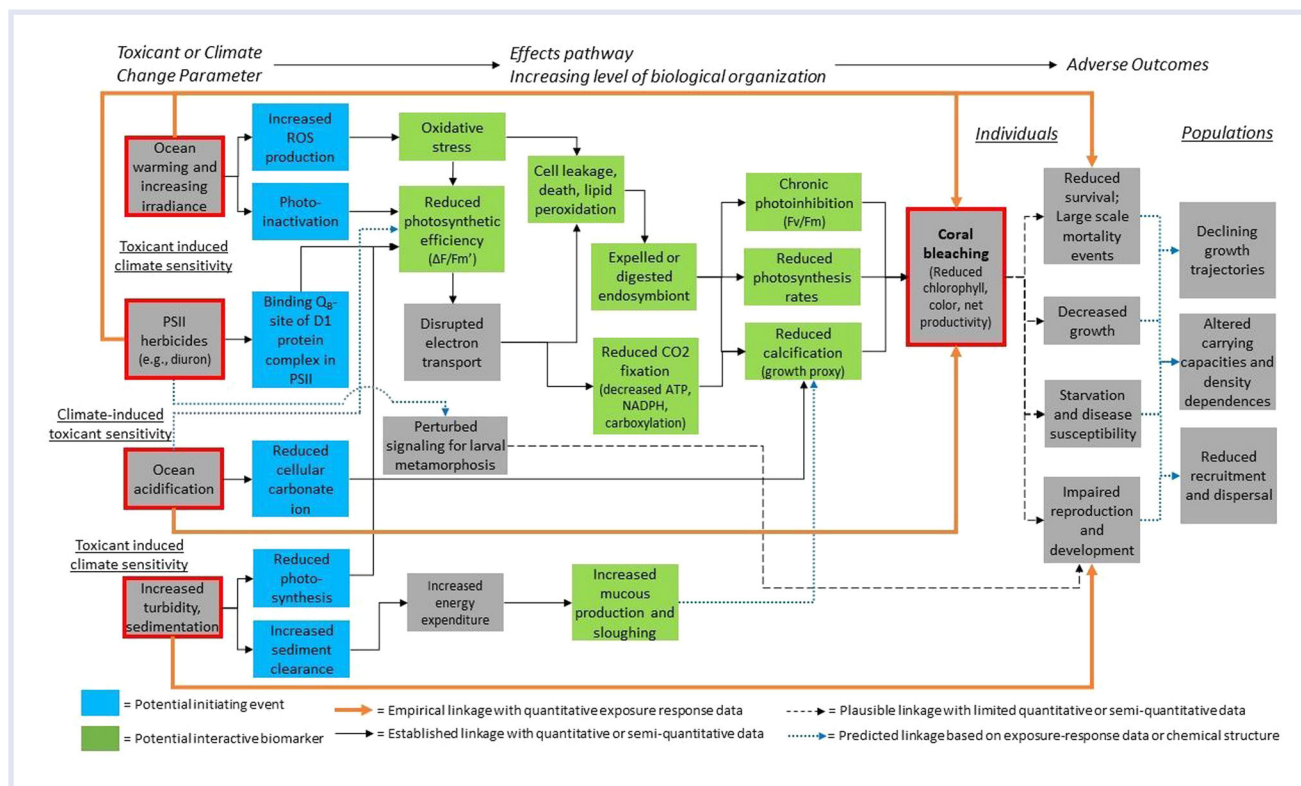 Toxicant or Climate
Change Parameter
Effects pathway
Increasing level of biological organization
Adverse Outcomes
Individuals
Populations
Ocean
warming and
increasing
irradiance
Increased
ROS
production
Photo-
inactivation
Oxidative
stress
Reduced
photosynthetic
efficiency
(ΔF/Fm’)
Cell leakage,
death, lipid
peroxidation
Chronic
photoinhibition
(Fv/Fm)
Expelled or
digested
endosymbiont
Reduced
photosynthesis
rates
Coral
bleaching
(Reduced
chlorophyll,
color, net
productivity)
Reduced
survival;
Large scale
mortality
events
Declining
growth
trajectories
Toxicant induced
climate sensitivity
PSII
herbicides
(e.g., diuron)
Binding QB-
site of D1
protein
complex in
PSII
Disrupted
electron
transport
Reduced CO2
fixation
(decreased ATP,
NADPH,
carboxylation)
Reduced
calcification
(growth proxy)
Decreased
growth
Altered
carrying
capacities and
density
dependences
Climate-induced
toxicant sensitivity
Perturbed
signaling for larval
metamorphosis
Starvation
and disease
susceptibility
Ocean
acidification
Reduced
cellular
carbonate
ion
Reduced
recruitment
and dispersal
Impaired
reproduction
and
development
Toxicant induced
climate sensitivity
Increased
turbidity,
sedimentation
Reduced
photo-
synthesis
Increased
sediment
clearance
Increased
energy
expenditure
Increased
mucous
production and
sloughing
= Potential initiating event
= Empirical linkage with quantitative exposure response data
= Plausible linkage with limited quantitative or semi-quantitative data
= Potential interactive biomarker
= Established linkage with quantitative or semi-quantitative data
= Predicted linkage based on exposure-response data or chemical structure